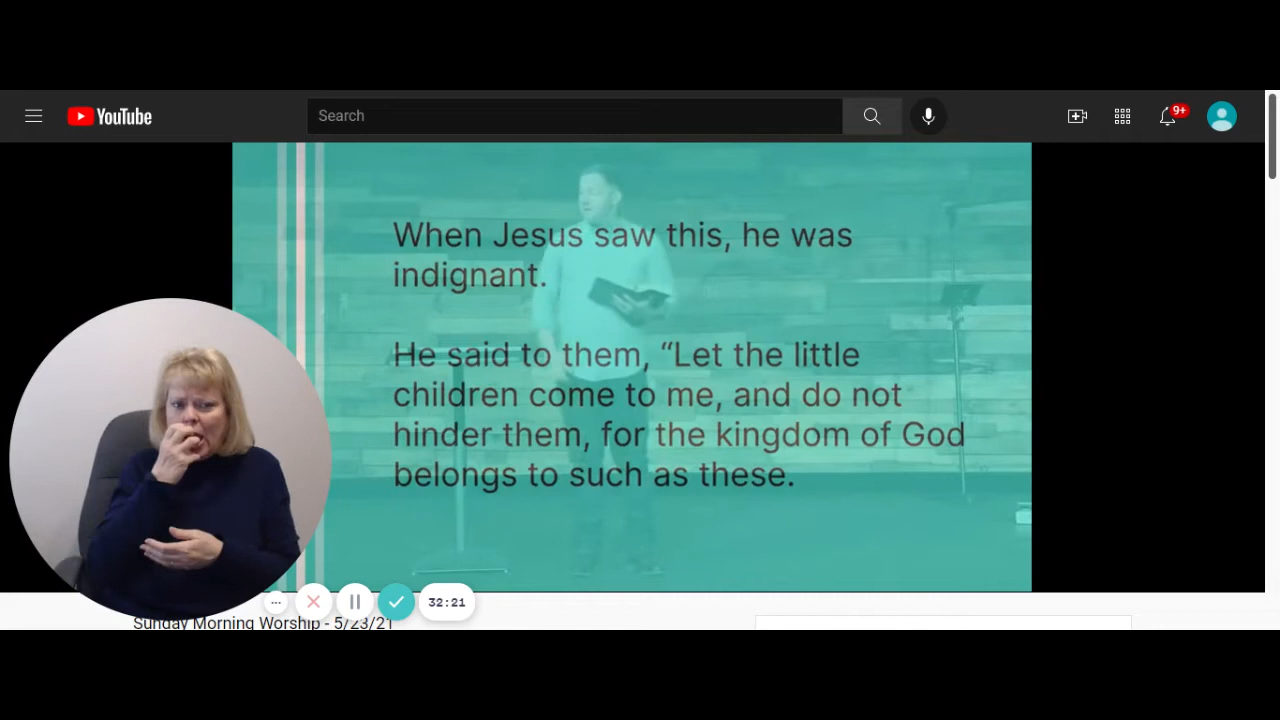 YouTube
Search
9+
When Jesus saw this, he was
indignant.
He said to them, “Let the little
children come to me, and do not
hinder them, for the kingdom of God
belongs to such as these.
32:21
Sunday Morning Worship - 5/23/21